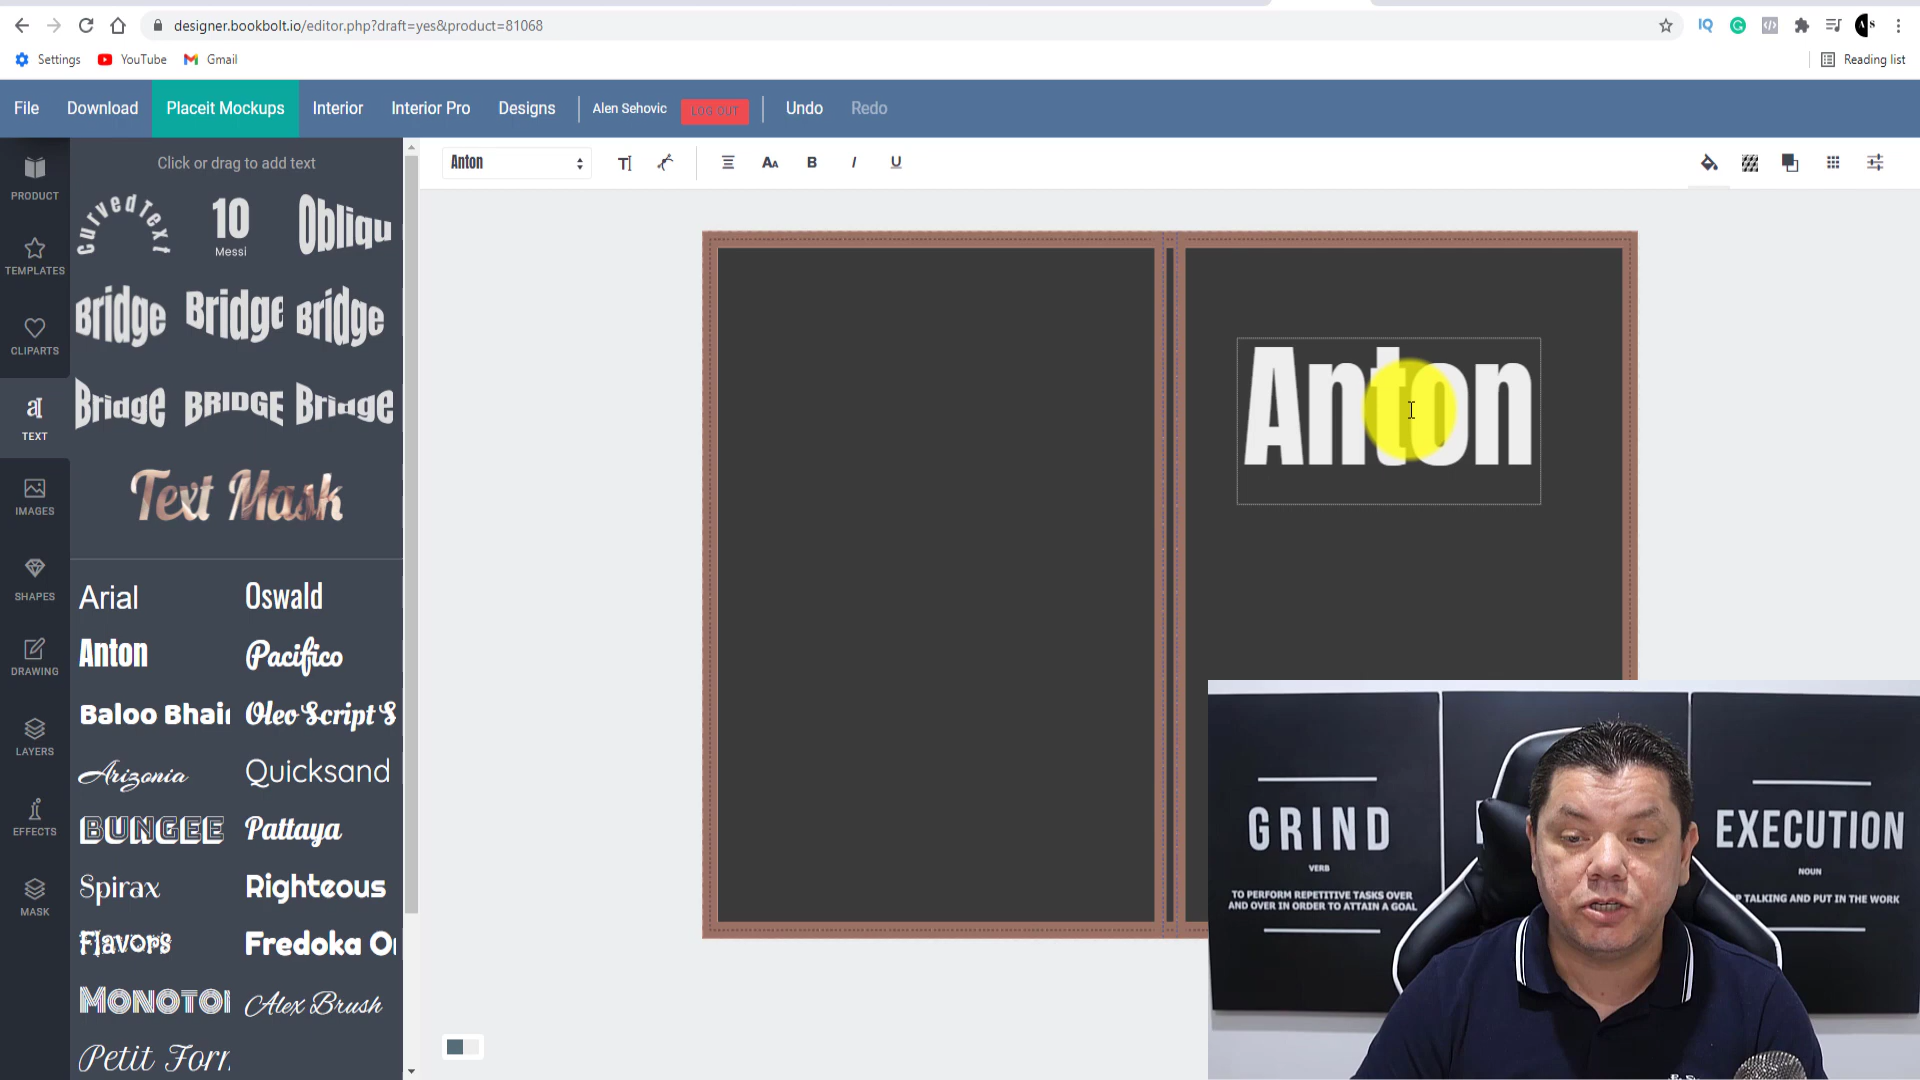 designer.bookbolt.io/editor.php?draft=yes&product=81068
Settings YouTube Gmail Reading list
File Download Placeit Mockups Interior Interior Pro Designs Alen Sehovic LOG OUT Undo Redo
PRODUCT
TEMPLATES
CLIPARTS
TEXT
IMAGES
SHAPES
DRAWING
LAYERS
EFFECTS
MASK
Click or drag to add text
CurvedText 10 Messi Obliqu
Bridge Bridge Bridge
Bridge BRIDGE Bridge
Text Mask
Arial Oswald
Anton Pacifico
Baloo Bhai Oleo Script S
Arizonia Quicksand
BUNGEE Pattaya
Spirax Righteous
Flavors Fredoka O
MONOTO Alex Brush
Petit For
Anton
Anton
GRIND
VERB
TO PERFORM REPETITIVE TASKS OVER
AND OVER IN ORDER TO ATTAIN A GOAL
EXECUTION
NOUN
TALKING AND PUT IN THE WORK